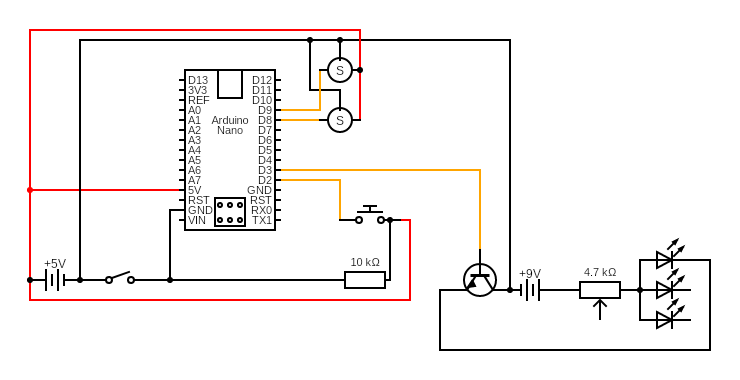 S
D13
D12
3V3
D11
REF
D10
A0
D9
A1
Arduino
D8
S
A2
Nano
D7
A3
D6
A4
D5
A5
D4
A6
D3
A7
D2
5V
GND
RST
RST
GND
RX0
VIN
TX1
+5V
10 kΩ
+9V
4.7 kΩ